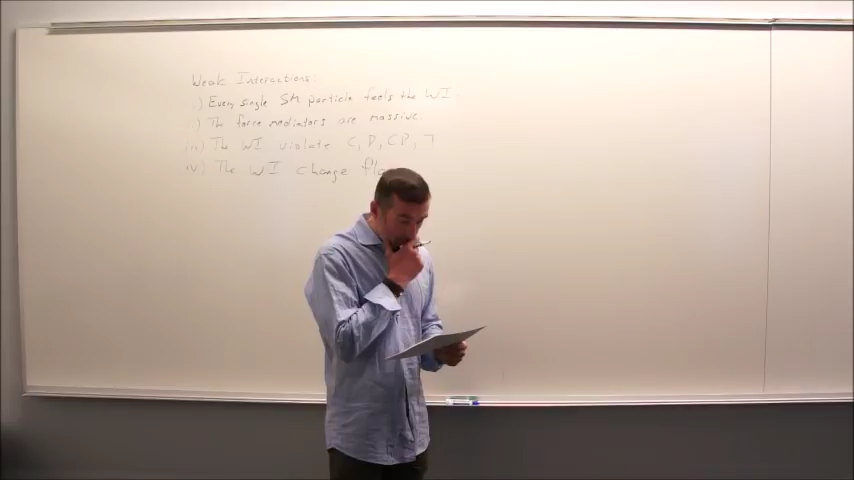 Weak Interactions:
i) Every single SM particle feels the WI
) The force mediators are massive.
iii) The WI violate C, P, CP, T
iv) The WI change fla